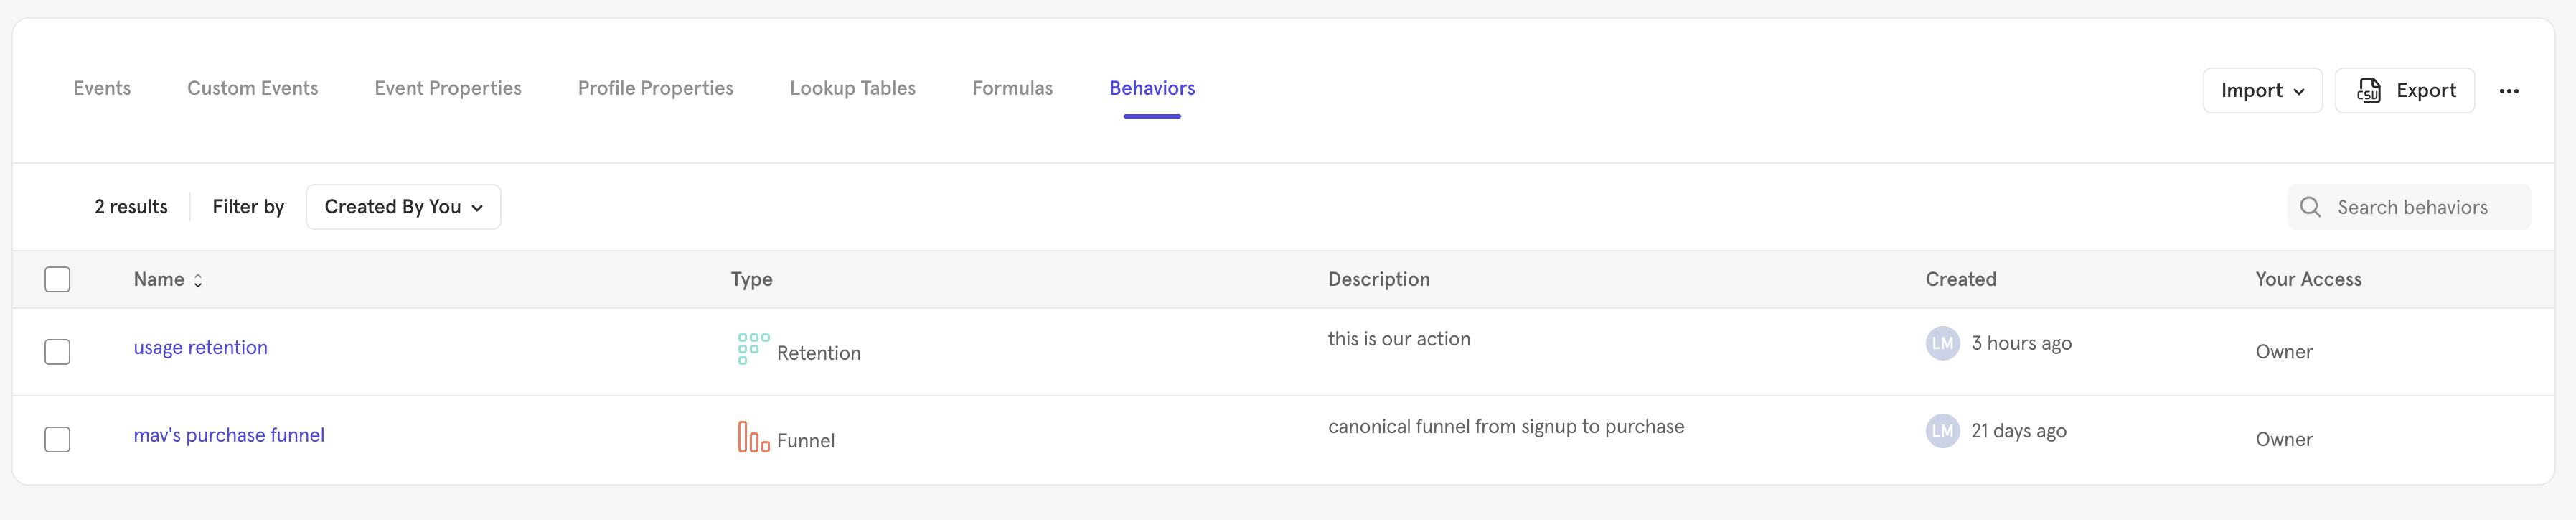 Events Custom Events Event Properties Profile Properties Lookup Tables Formulas Behaviors Import CSV Export
2 results Filter by Created By You Search behaviors
Name Type Description Created Your Access
usage retention Retention this is our action LM 3 hours ago Owner
mav's purchase funnel Funnel canonical funnel from signup to purchase LM 21 days ago Owner